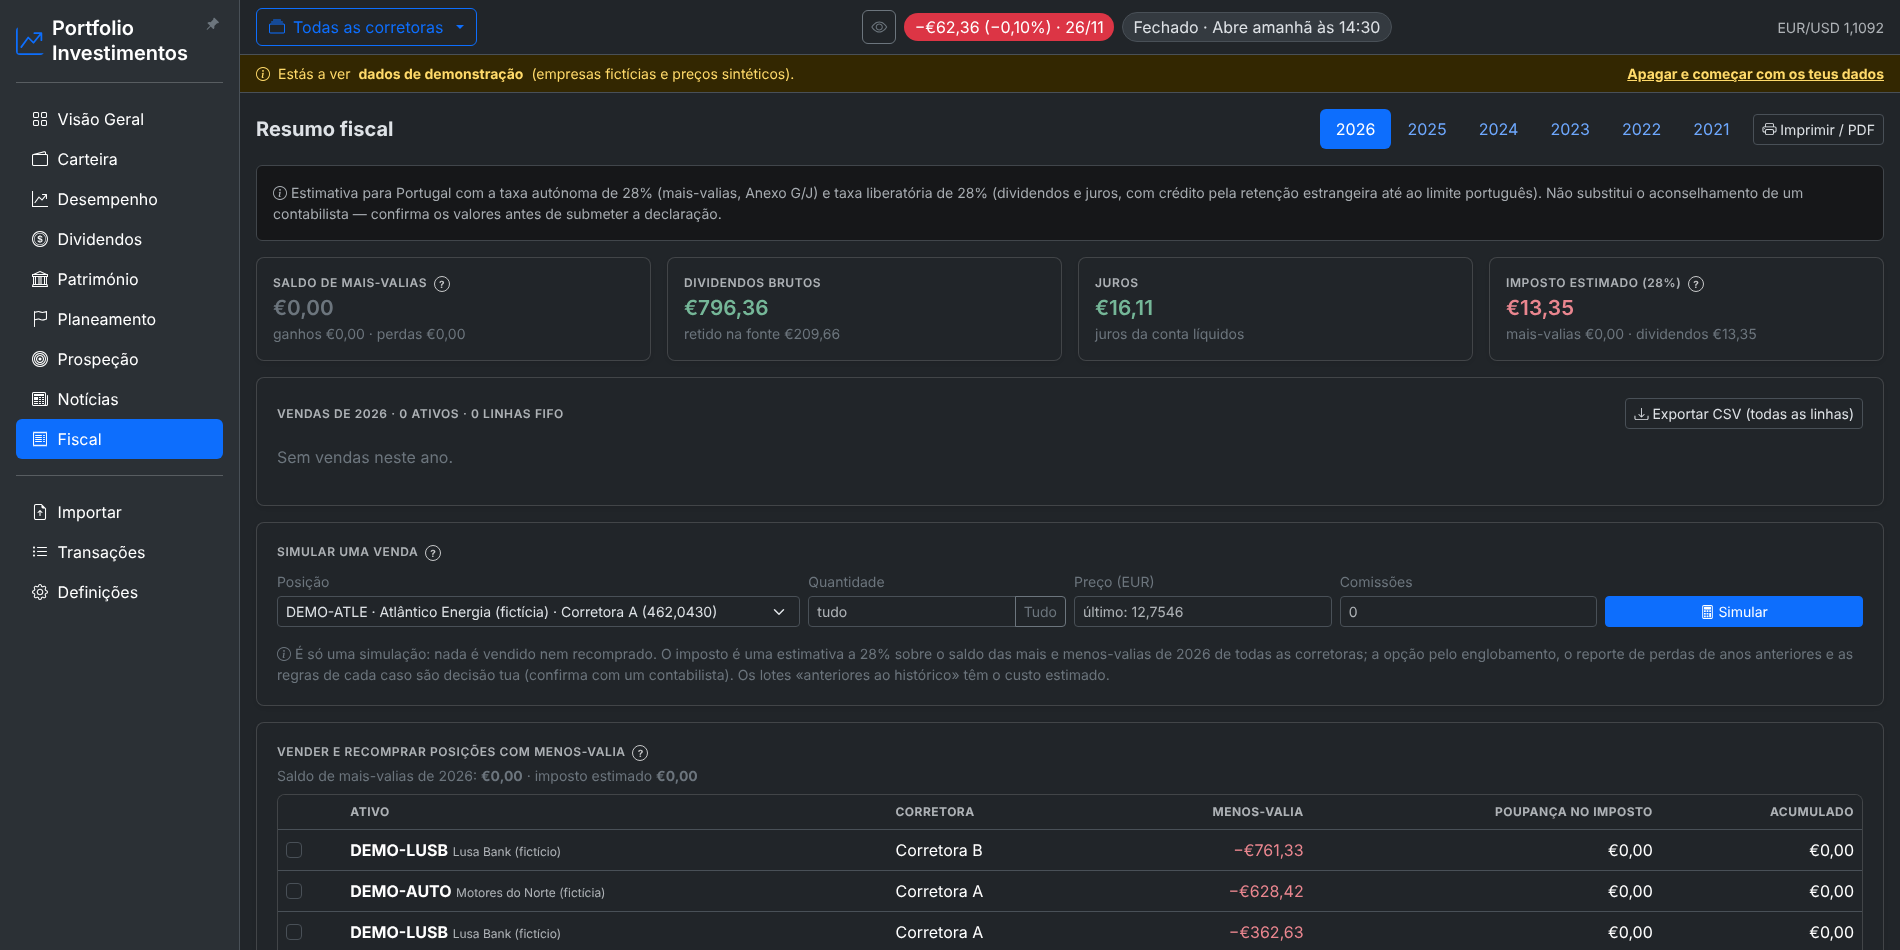 Portfolio
Investimentos
Todas as corretoras
−€62,36 (−0,10%) · 26/11
Fechado · Abre amanhã às 14:30
EUR/USD 1,1092
Estás a ver dados de demonstração (empresas fictícias e preços sintéticos).
Apagar e começar com os teus dados
Visão Geral
Carteira
Desempenho
Dividendos
Património
Planeamento
Prospeção
Notícias
Fiscal
Importar
Transações
Definições
Resumo fiscal
2026 2025 2024 2023 2022 2021 Imprimir / PDF
Estimativa para Portugal com a taxa autónoma de 28% (mais-valias, Anexo G/J) e taxa liberatória de 28% (dividendos e juros, com crédito pela retenção estrangeira até ao limite português). Não substitui o aconselhamento de um
contabilista — confirma os valores antes de submeter a declaração.
SALDO DE MAIS-VALIAS ?
€0,00
ganhos €0,00 · perdas €0,00
DIVIDENDOS BRUTOS
€796,36
retido na fonte €209,66
JUROS
€16,11
juros da conta líquidos
IMPOSTO ESTIMADO (28%) ?
€13,35
mais-valias €0,00 · dividendos €13,35
VENDAS DE 2026 · 0 ATIVOS · 0 LINHAS FIFO
Exportar CSV (todas as linhas)
Sem vendas neste ano.
SIMULAR UMA VENDA ?
Posição Quantidade Preço (EUR) Comissões
DEMO-ATLE · Atlântico Energia (fictícia) · Corretora A (462,0430) tudo Tudo último: 12,7546 0 Simular
É só uma simulação: nada é vendido nem recomprado. O imposto é uma estimativa a 28% sobre o saldo das mais e menos-valias de 2026 de todas as corretoras; a opção pelo englobamento, o reporte de perdas de anos anteriores e as
regras de cada caso são decisão tua (confirma com um contabilista). Os lotes «anteriores ao histórico» têm o custo estimado.
VENDER E RECOMPRAR POSIÇÕES COM MENOS-VALIA ?
Saldo de mais-valias de 2026: €0,00 · imposto estimado €0,00
ATIVO CORRETORA MENOS-VALIA POUPANÇA NO IMPOSTO ACUMULADO
DEMO-LUSB Lusa Bank (fictício) Corretora B −€761,33 €0,00 €0,00
DEMO-AUTO Motores do Norte (fictícia) Corretora A −€628,42 €0,00 €0,00
DEMO-LUSB Lusa Bank (fictício) Corretora A −€362,63 €0,00 €0,00